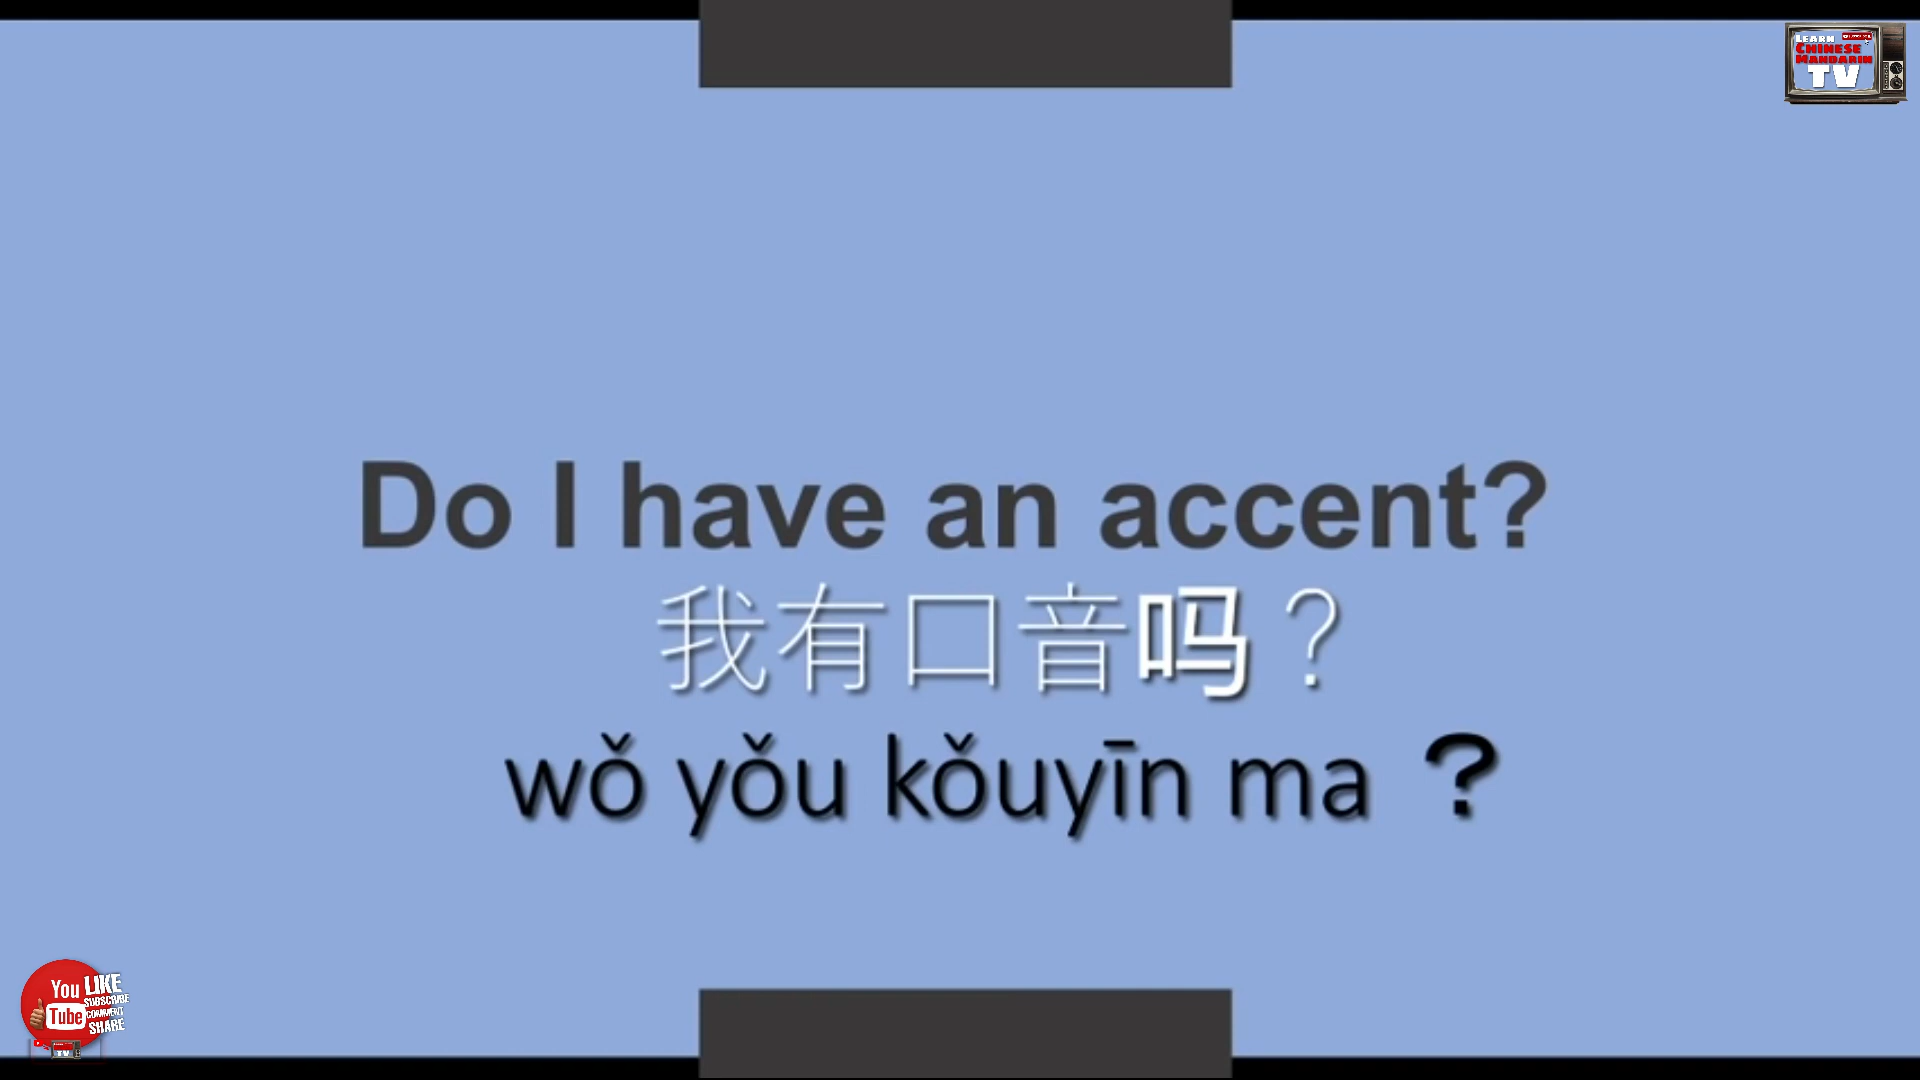 LEARN
CHINESE
MANDARIN
TV
Do I have an accent?
我有口音吗？
wǒ yǒu kǒuyīn ma ？
You Tube
LIKE
SUBSCRIBE
COMMENT
SHARE